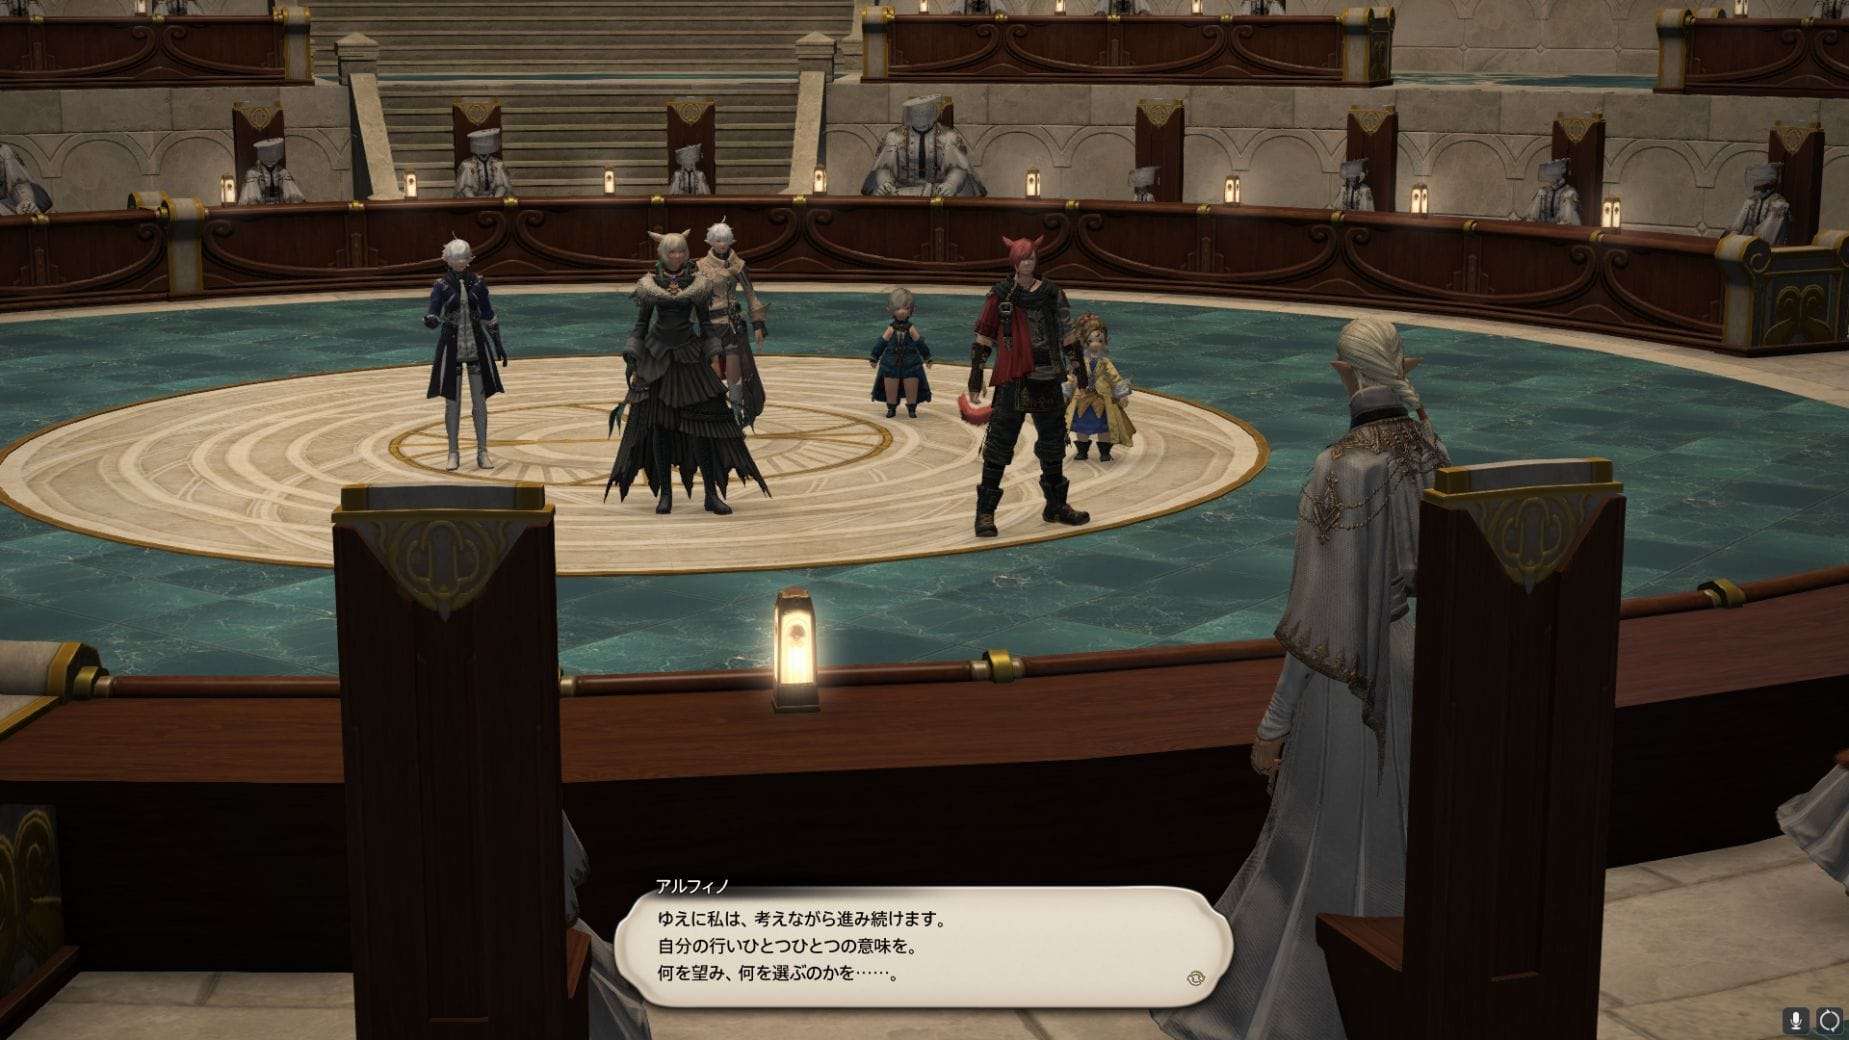 アルフィノ
ゆえに私は、考えながら進み続けます。
自分の行いひとつひとつの意味を。
何を望み、何を選ぶのかを……。